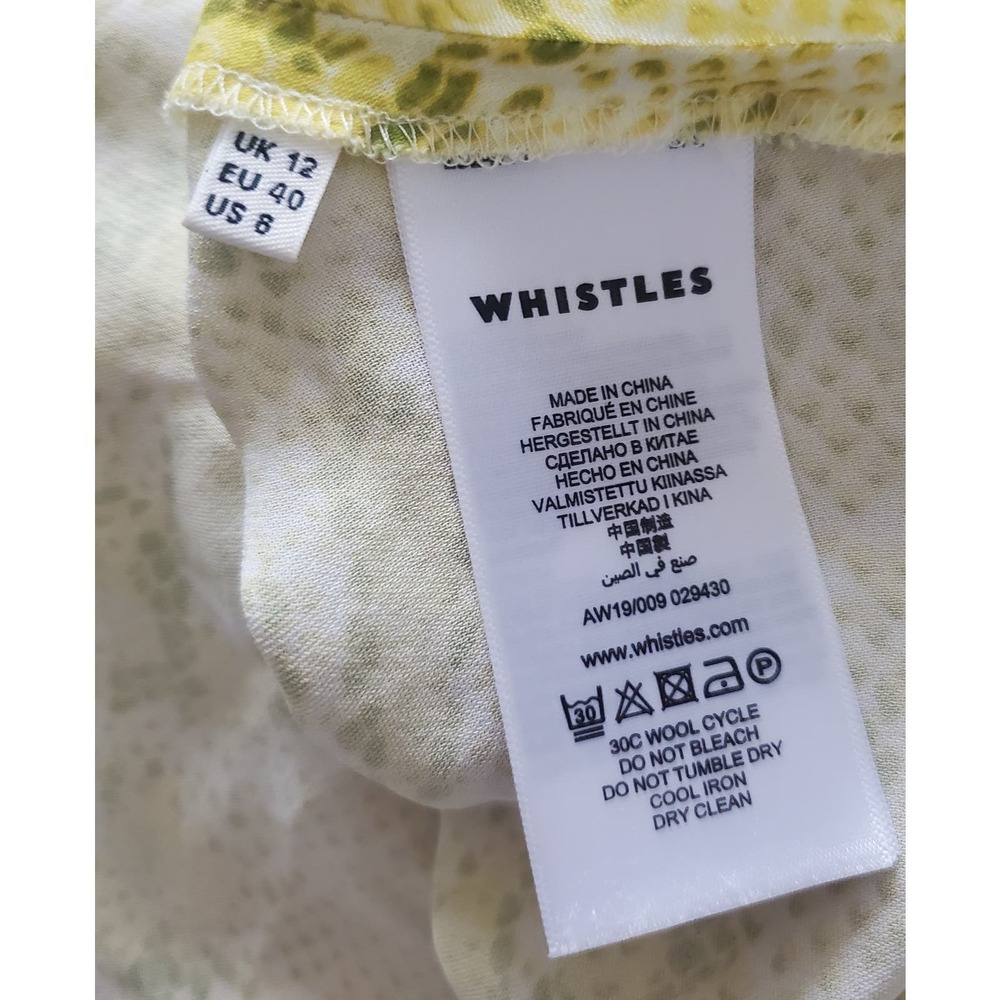 UK 12
EU 40
US 8
WHISTLES
MADE IN CHINA
FABRIQUÉ EN CHINE
HERGESTELLT IN CHINA
СДЕЛАНО В КИТАЕ
HECHO EN CHINA
VALMISTETTU KIINASSA
TILLVERKAD I KINA
中国制造
中國製
صنع في الصين
AW19/009 029430
www.whistles.com
30 P
30C WOOL CYCLE
DO NOT BLEACH
DO NOT TUMBLE DRY
COOL IRON
DRY CLEAN